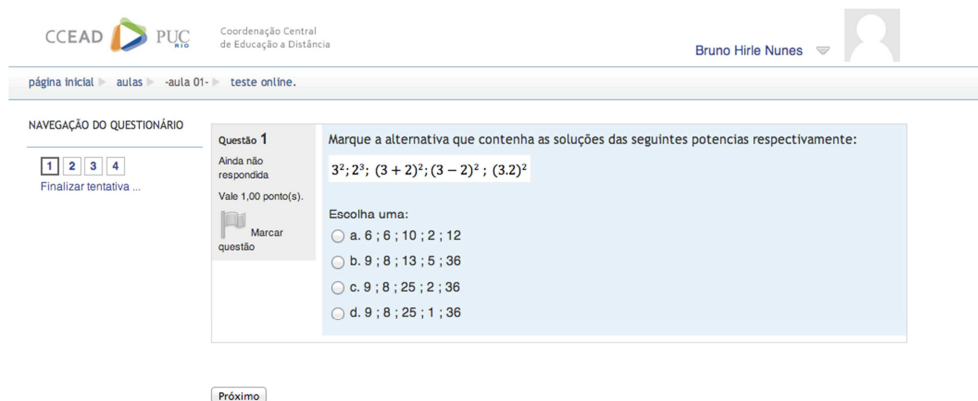 CCEAD PUC RIO
Coordenação Central
de Educação a Distância
Bruno Hirle Nunes
página inicial aulas -aula 01- teste online.
NAVEGAÇÃO DO QUESTIONÁRIO
1 2 3 4
Finalizar tentativa ...
Questão 1
Ainda não
respondida
Vale 1,00 ponto(s).
Marcar
questão
Marque a alternativa que contenha as soluções das seguintes potencias respectivamente:
3²; 2³; (3 + 2)²; (3 − 2)² ; (3.2)²
Escolha uma:
a. 6 ; 6 ; 10 ; 2 ; 12
b. 9 ; 8 ; 13 ; 5 ; 36
c. 9 ; 8 ; 25 ; 2 ; 36
d. 9 ; 8 ; 25 ; 1 ; 36
Próximo